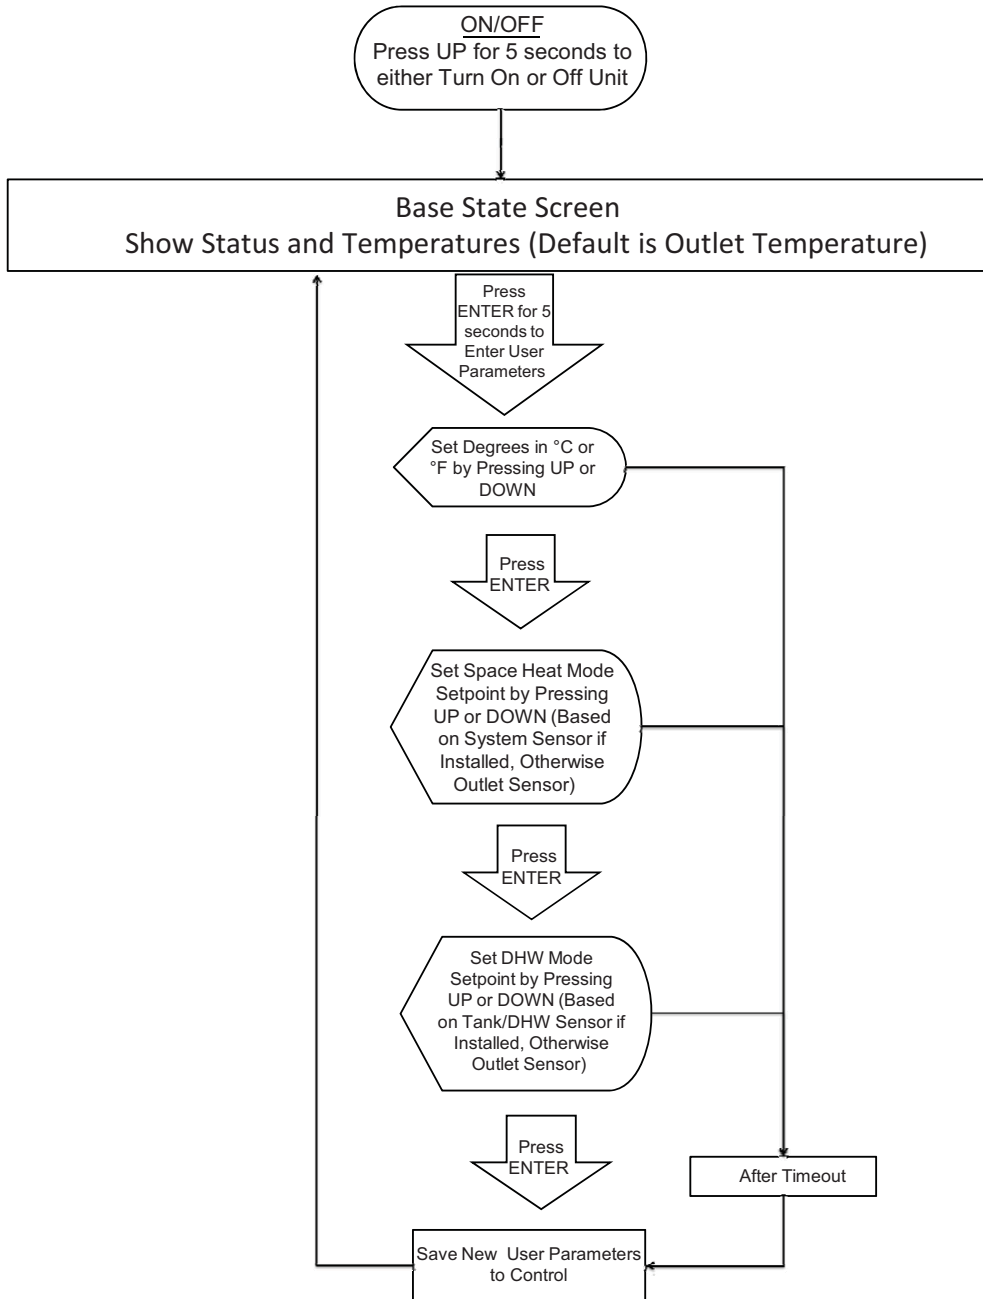 ON/OFF
Press UP for 5 seconds to
either Turn On or Off Unit
Base State Screen
Show Status and Temperatures (Default is Outlet Temperature)
Press
ENTER for 5
seconds to
Enter User
Parameters
Set Degrees in °C or
°F by Pressing UP or
DOWN
Press
ENTER
Set Space Heat Mode
Setpoint by Pressing
UP or DOWN (Based
on System Sensor if
Installed, Otherwise
Outlet Sensor)
Press
ENTER
Set DHW Mode
Setpoint by Pressing
UP or DOWN (Based
on Tank/DHW Sensor if
Installed, Otherwise
Outlet Sensor)
Press
ENTER
After Timeout
Save New User Parameters
to Control